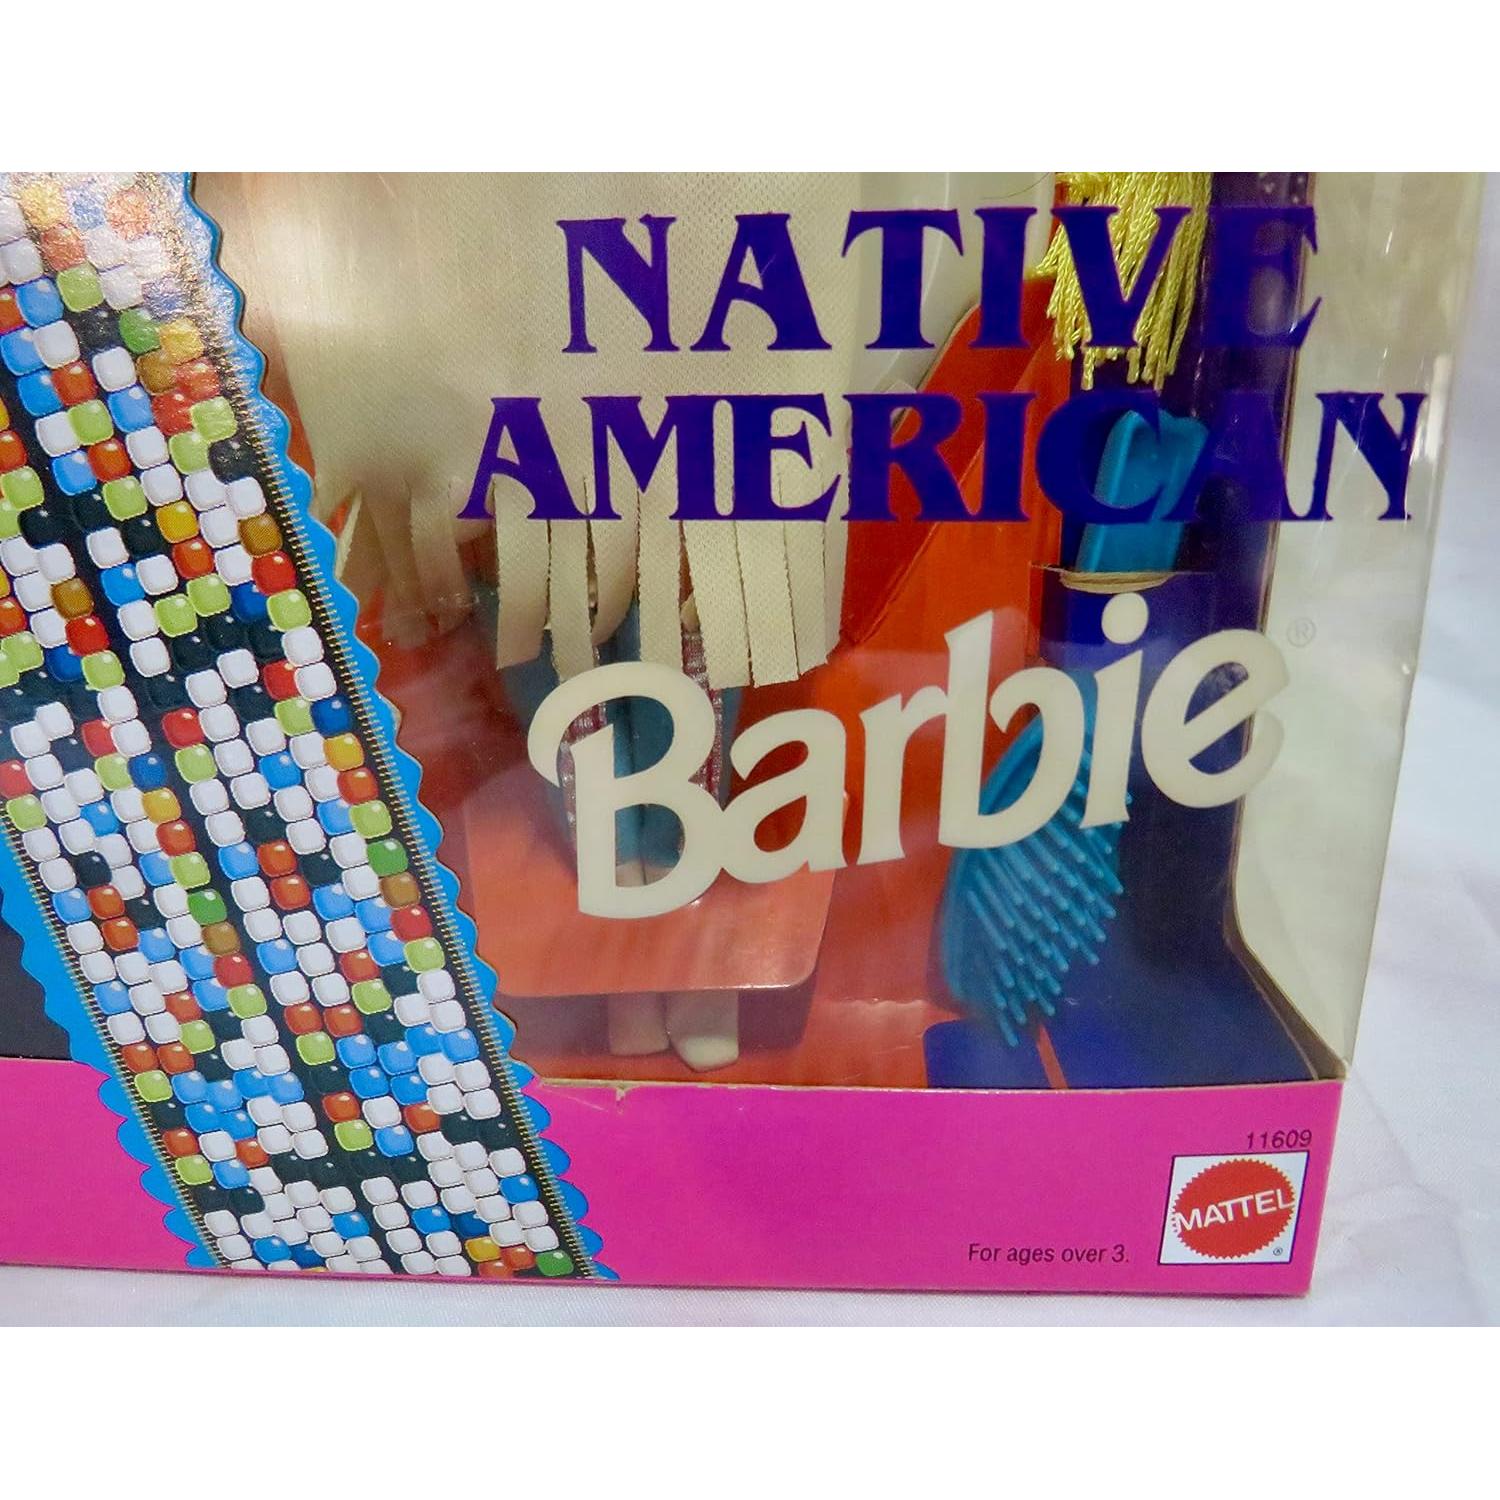 NATIVE
AMERICAN
Barbie®
11609
MATTEL®
For ages over 3.